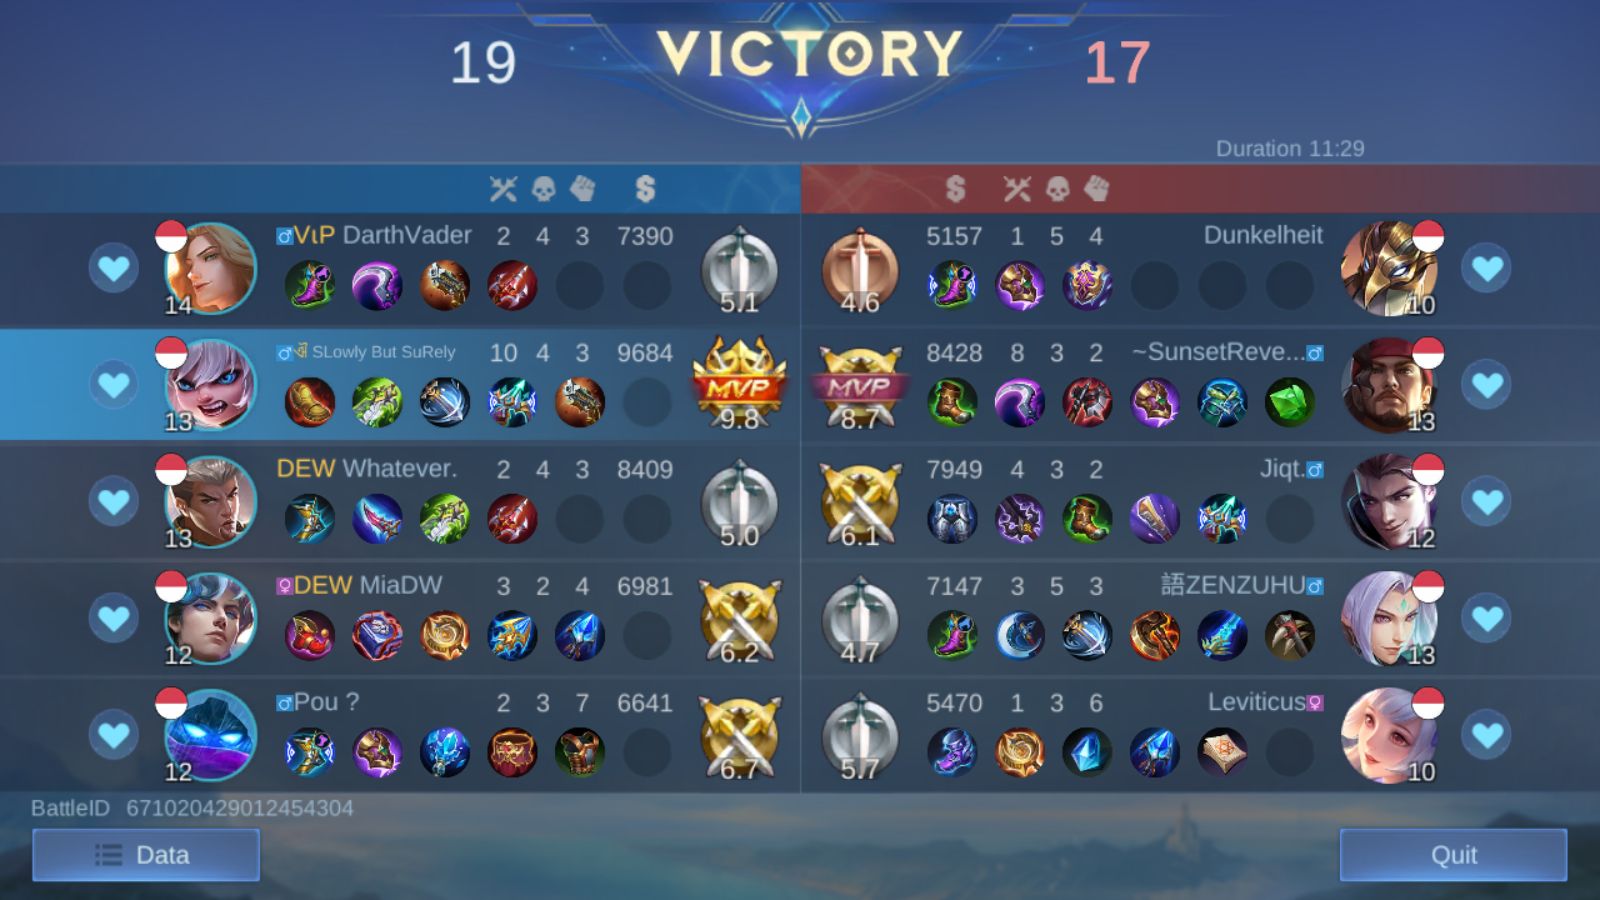 19 VICTORY 17
Duration 11:29
VιP DarthVader 2 4 3 7390
14 5.1
5157 1 5 4 Dunkelheit
4.6 10
SLowly But SuRely 10 4 3 9684
13 MVP 9.8
8428 8 3 2 ~SunsetReve...
MVP 8.7 13
DEW Whatever. 2 4 3 8409
13 5.0
7949 4 3 2 Jiqt.
6.1 12
DEW MiaDW 3 2 4 6981
12 6.2
7147 3 5 3 語ZENZUHU
4.7 13
Pou ? 2 3 7 6641
12 6.7
5470 1 3 6 Leviticus
5.7 10
BattleID 671020429012454304
Data
Quit